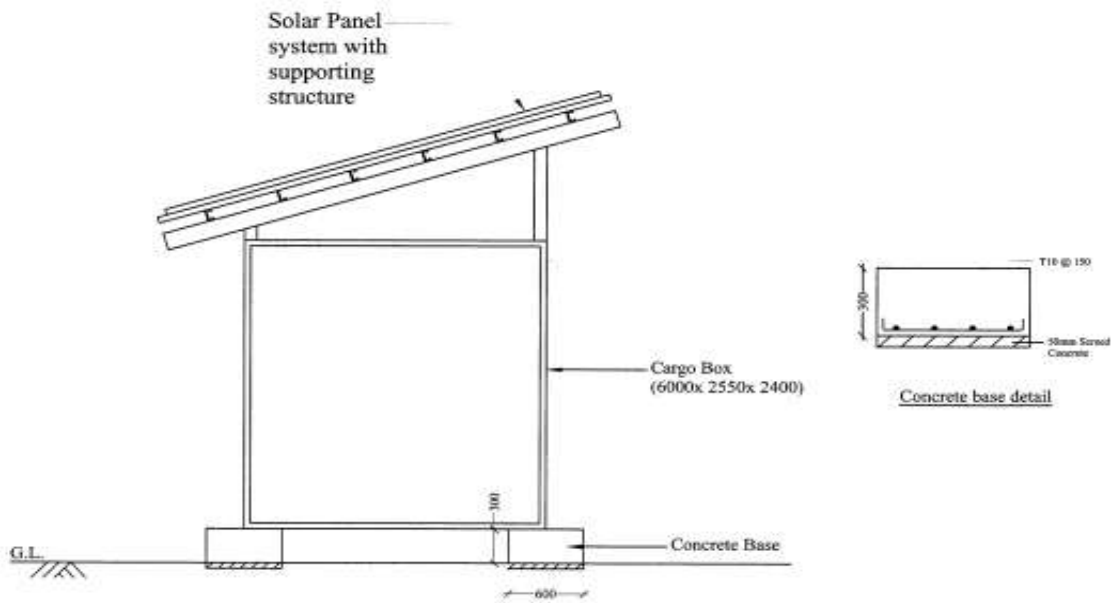 Solar Panel
system with
supporting
structure
T10 @ 150
300
50mm Screed
Concrete
Cargo Box
(6000x 2550x 2400)
Concrete base detail
300
G.L.
Concrete Base
600